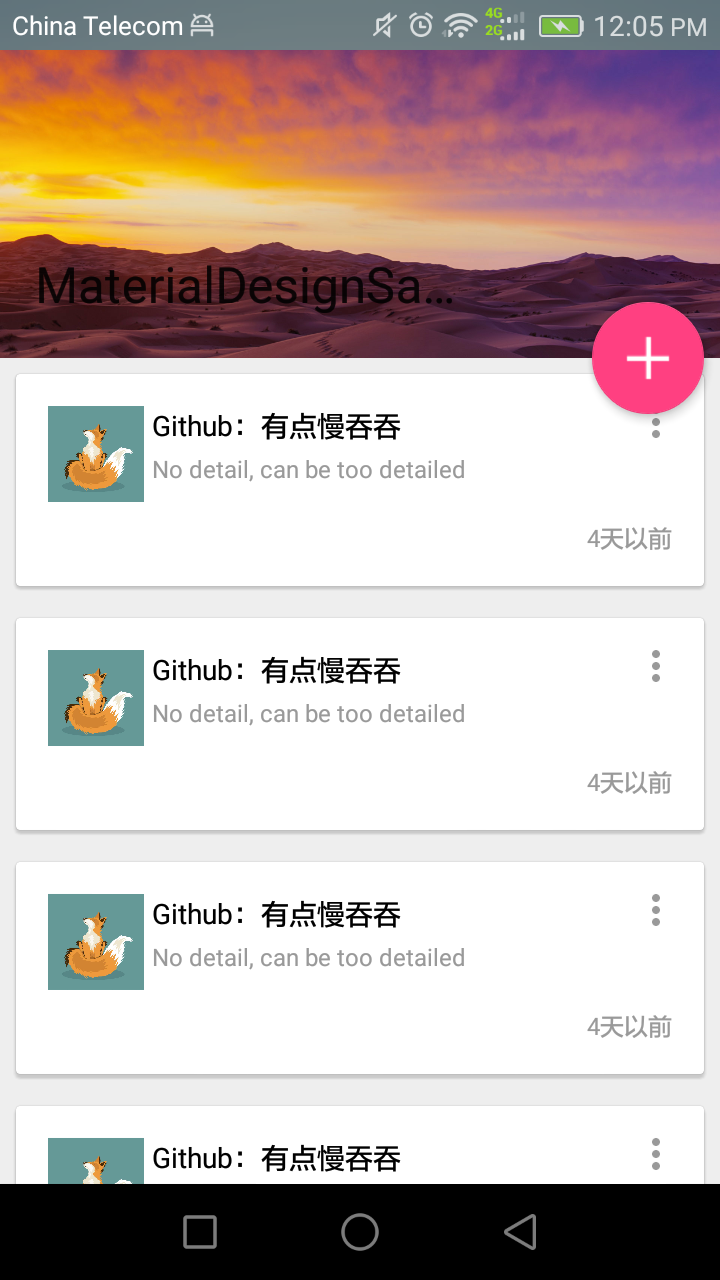 China Telecom 4G 2G 12:05 PM
MaterialDesignSa...
Github：有点慢吞吞
No detail, can be too detailed
4天以前
Github：有点慢吞吞
No detail, can be too detailed
4天以前
Github：有点慢吞吞
No detail, can be too detailed
4天以前
Github：有点慢吞吞